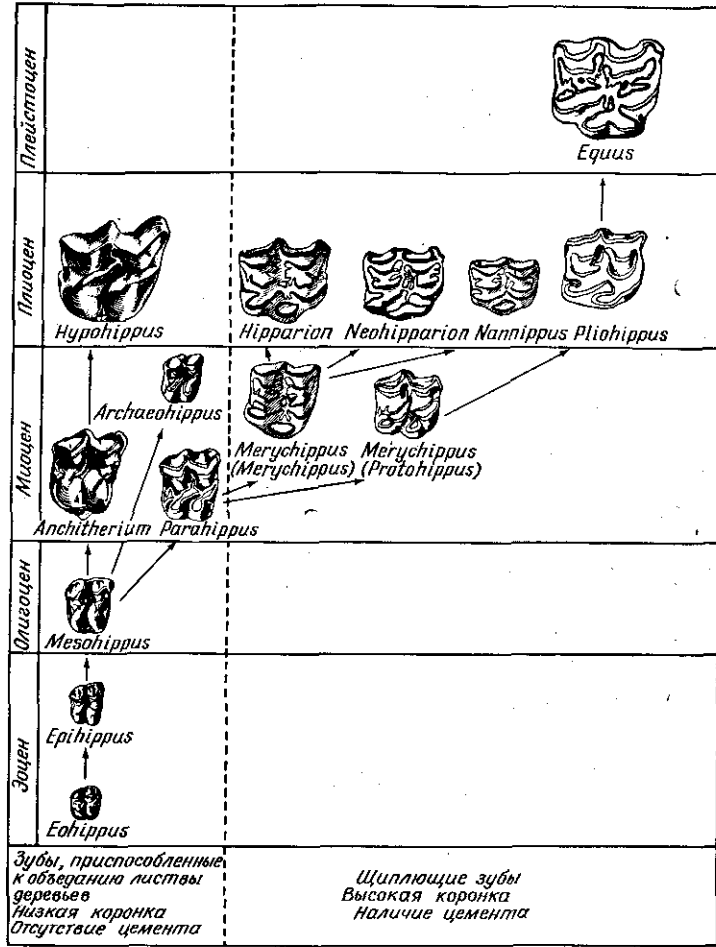 Плейстоцен
Equus
Плиоцен
Hypohippus
Hipparion
Neohipparion
Nannippus
Pliohippus
Миоцен
Archaeohippus
Anchitherium
Parahippus
Merychippus
(Merychippus)
Merychippus
(Protohippus)
Олигоцен
Mesohippus
Эоцен
Epihippus
Eohippus
Зубы, приспособленные
к объеданию листвы
деревьев
Низкая коронка
Отсутствие цемента
Щиплющие зубы
Высокая коронка
Наличие цемента